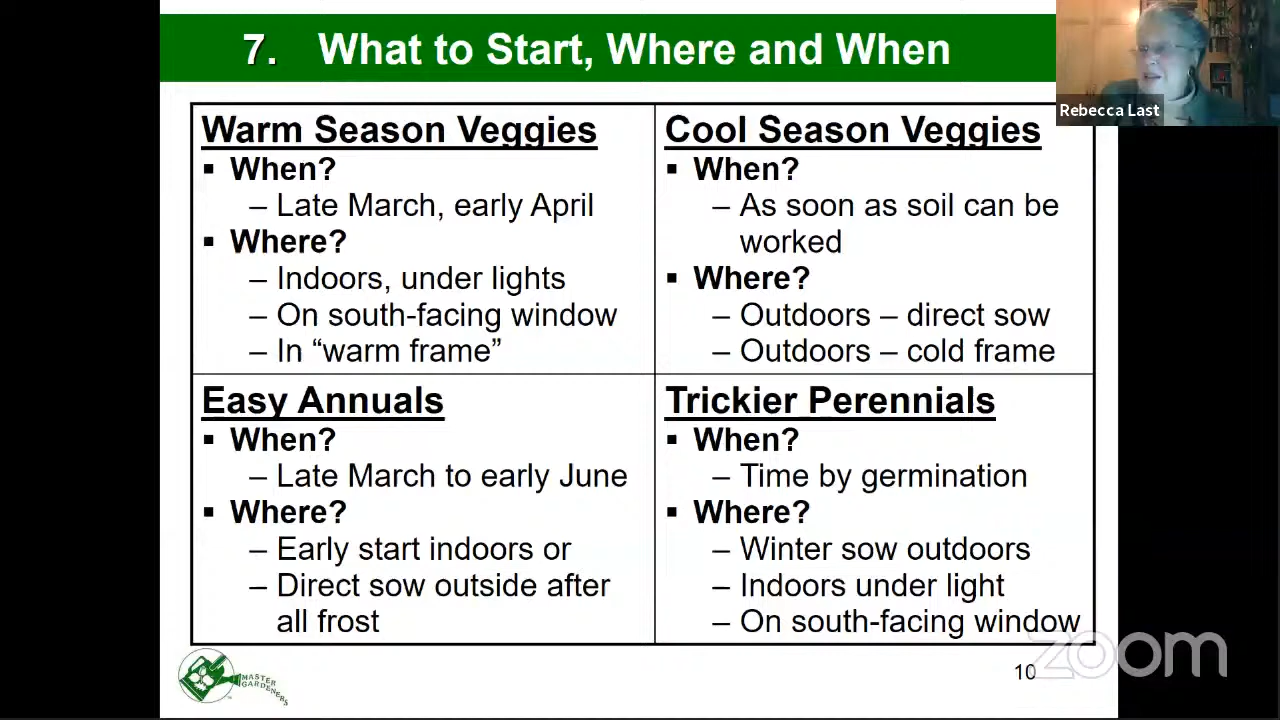 7. What to Start, Where and When
Rebecca Last
Warm Season Veggies
▪ When?
– Late March, early April
▪ Where?
– Indoors, under lights
– On south-facing window
– In “warm frame”
Cool Season Veggies
▪ When?
– As soon as soil can be
worked
▪ Where?
– Outdoors – direct sow
– Outdoors – cold frame
Easy Annuals
▪ When?
– Late March to early June
▪ Where?
– Early start indoors or
– Direct sow outside after
all frost
Trickier Perennials
▪ When?
– Time by germination
▪ Where?
– Winter sow outdoors
– Indoors under light
– On south-facing window
MASTER
GARDENERS
10
zoom